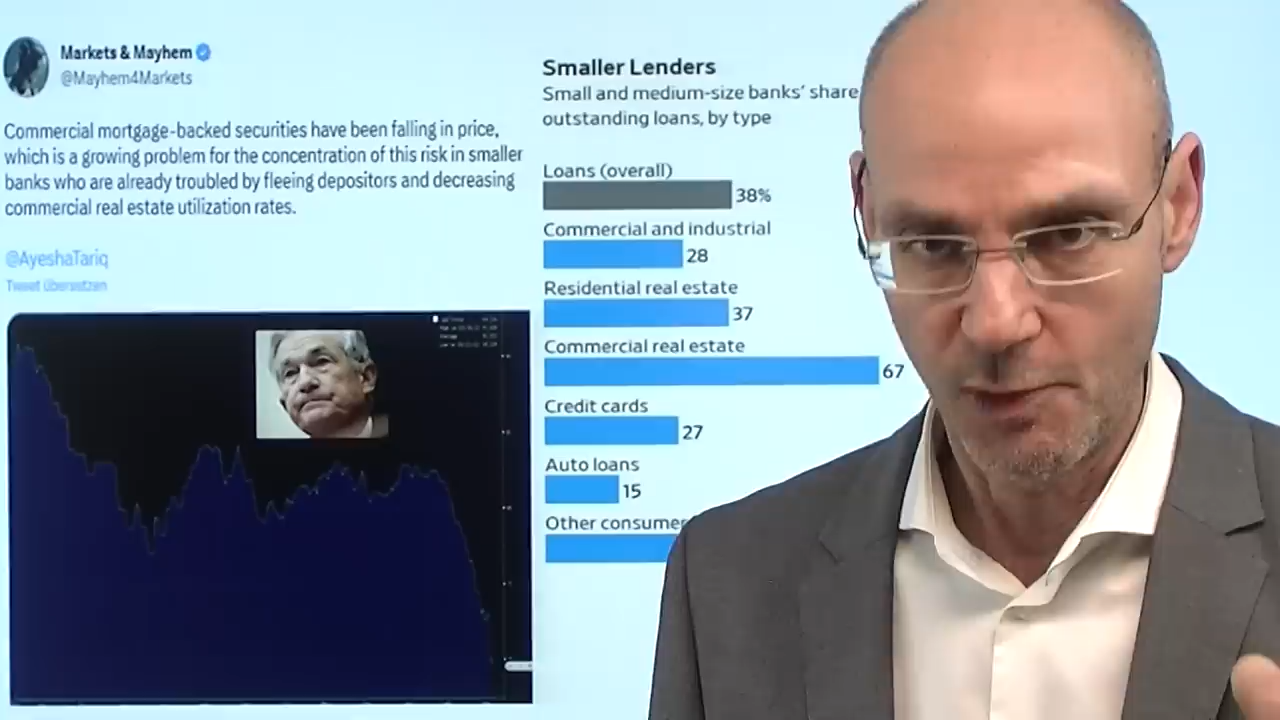 Markets & Mayhem
@Mayhem4Markets
Commercial mortgage-backed securities have been falling in price,
which is a growing problem for the concentration of this risk in smaller
banks who are already troubled by fleeing depositors and decreasing
commercial real estate utilization rates.
@AyeshaTariq
Tweet übersetzen
Smaller Lenders
Small and medium-size banks’ share
outstanding loans, by type
Loans (overall)
38%
Commercial and industrial
28
Residential real estate
37
Commercial real estate
67
Credit cards
27
Auto loans
15
Other consumer